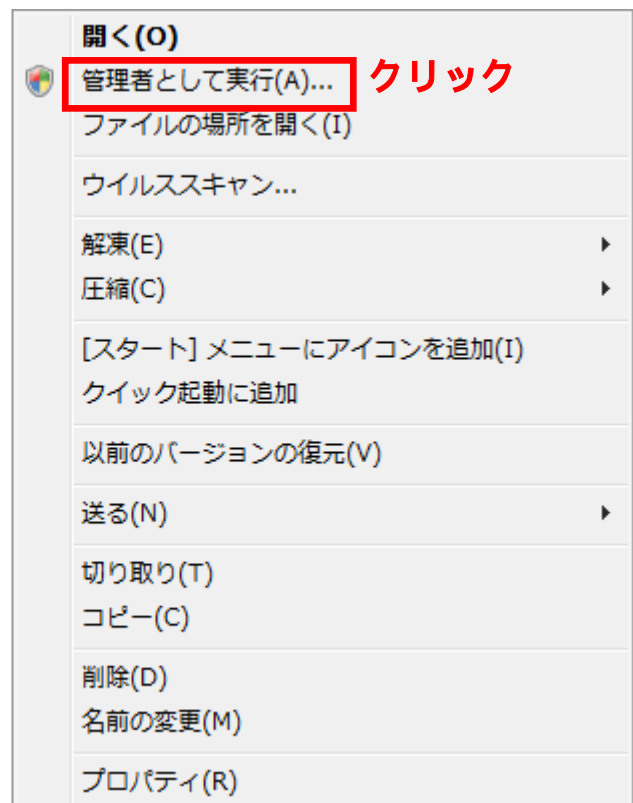 開く(O)
管理者として実行(A)... クリック
ファイルの場所を開く(I)
ウイルススキャン...
解凍(E)
圧縮(C)
[スタート] メニューにアイコンを追加(I)
クイック起動に追加
以前のバージョンの復元(V)
送る(N)
切り取り(T)
コピー(C)
削除(D)
名前の変更(M)
プロパティ(R)